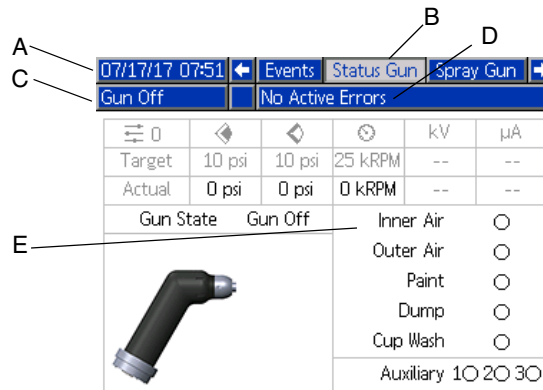 B
A
D
07/17/17 07:51 Events Status Gun Spray Gun
C
Gun Off No Active Errors
0 kV µA
Target 10 psi 10 psi 25 kRPM -- --
Actual 0 psi 0 psi 0 kRPM -- --
Gun State Gun Off Inner Air
E
Outer Air
Paint
Dump
Cup Wash
Auxiliary 1 2 3